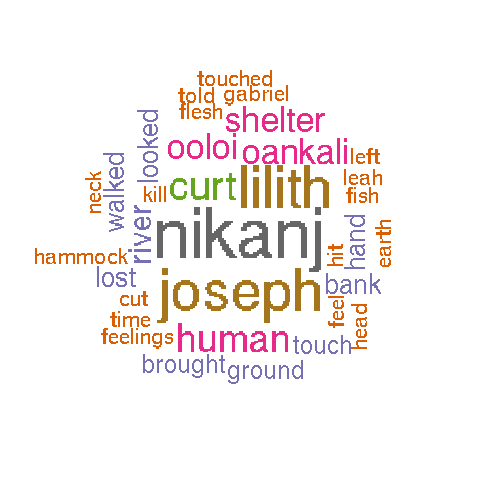 touched
told gabriel
flesh
shelter
looked
ooloi
oankali
left
walked
neck
kill
curt
lilith
leah
fish
river
nikanj
hand
earth
hit
hammock
lost
joseph
bank
cut
time
feel
head
feelings
human
touch
brought
ground